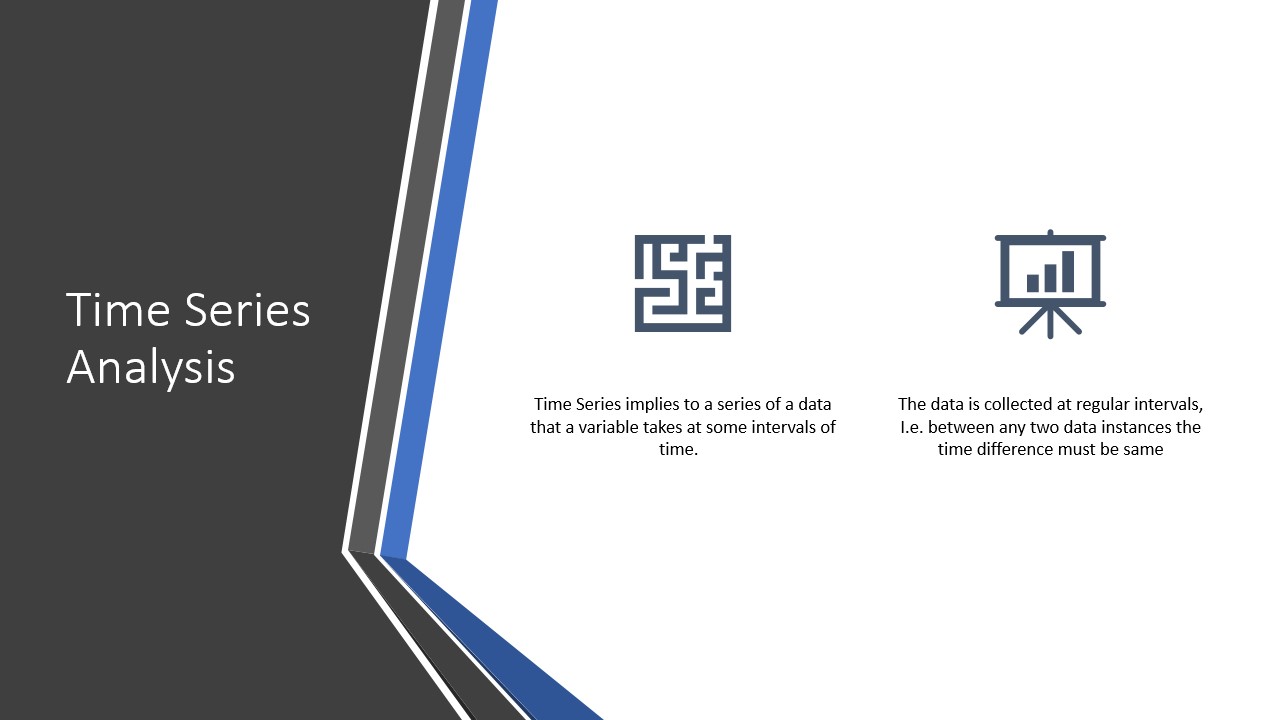 Time Series
Analysis
Time Series implies to a series of a data
that a variable takes at some intervals of
time.
The data is collected at regular intervals,
I.e. between any two data instances the
time difference must be same